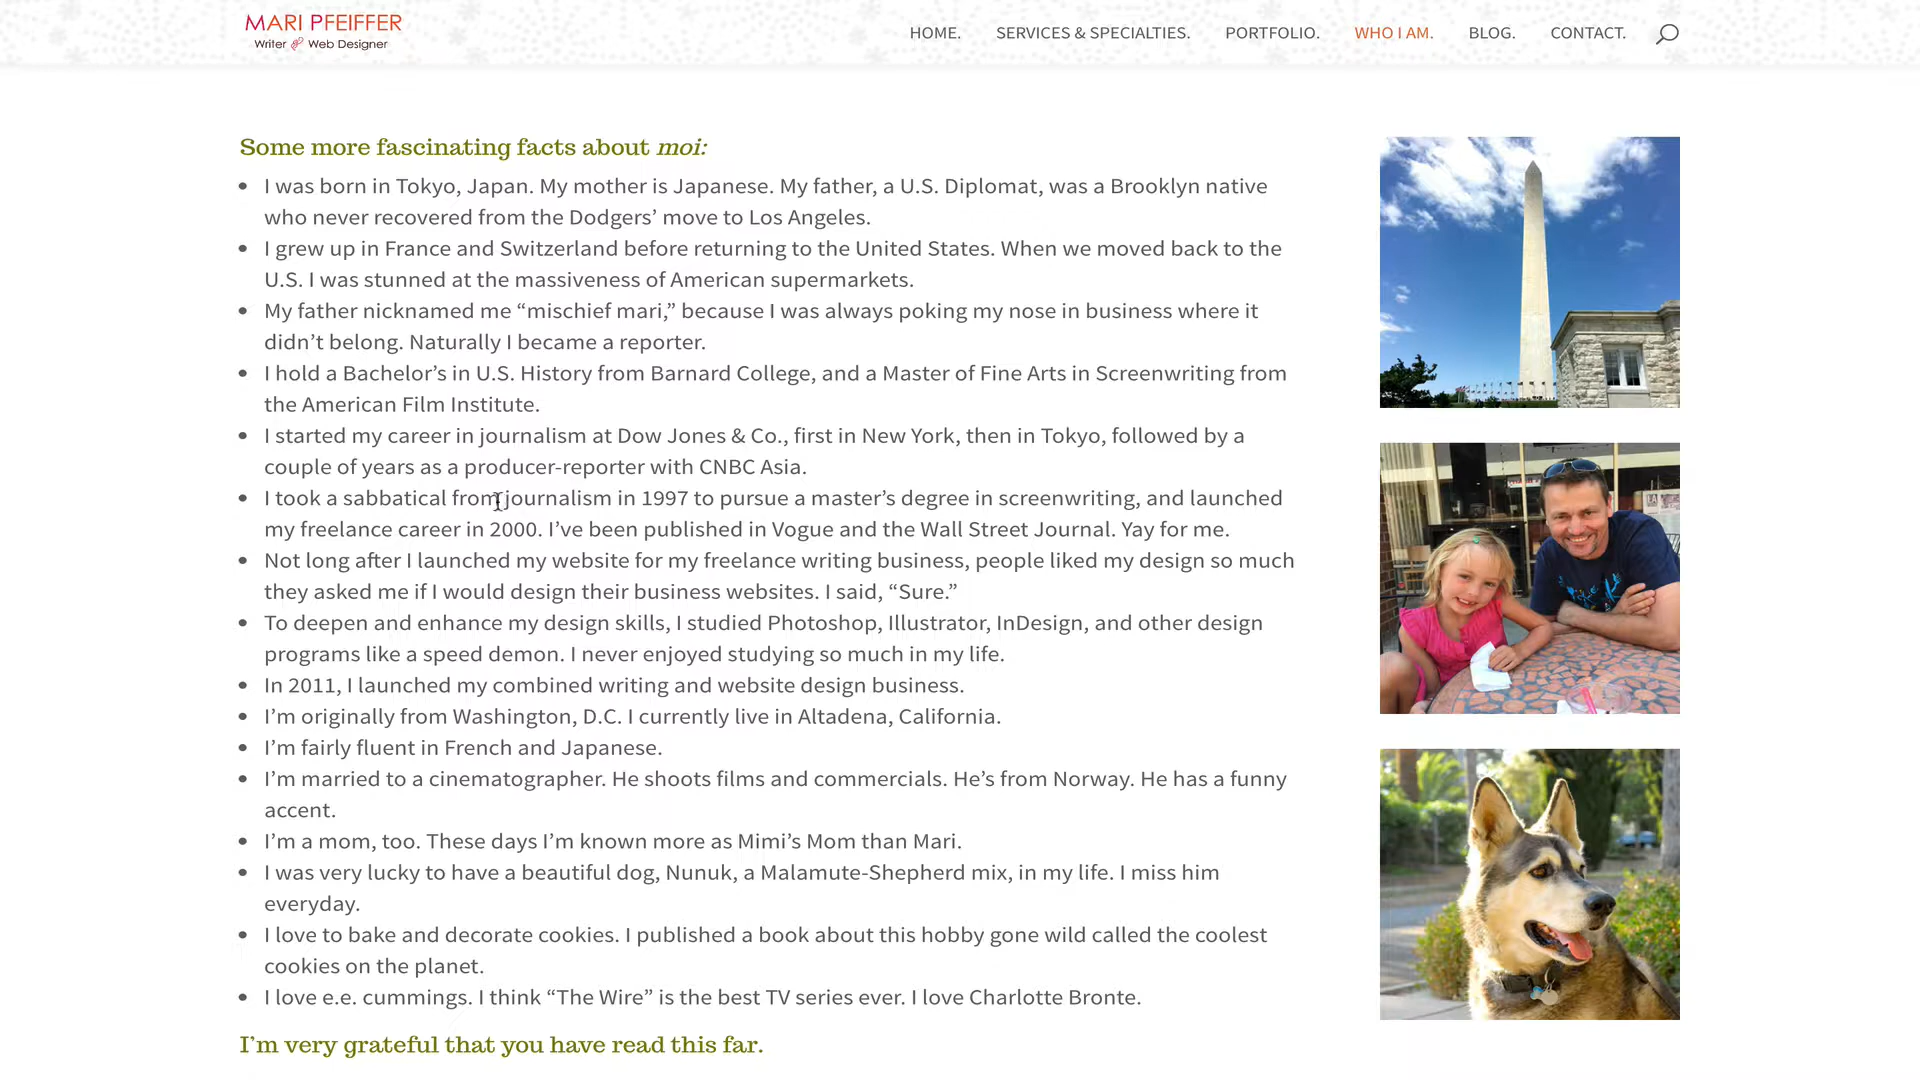 MARI PFEIFFER
Writer Web Designer
HOME. SERVICES & SPECIALTIES. PORTFOLIO. WHO I AM. BLOG. CONTACT.
Some more fascinating facts about moi:
• I was born in Tokyo, Japan. My mother is Japanese. My father, a U.S. Diplomat, was a Brooklyn native
who never recovered from the Dodgers’ move to Los Angeles.
• I grew up in France and Switzerland before returning to the United States. When we moved back to the
U.S. I was stunned at the massiveness of American supermarkets.
• My father nicknamed me “mischief mari,” because I was always poking my nose in business where it
didn’t belong. Naturally I became a reporter.
• I hold a Bachelor’s in U.S. History from Barnard College, and a Master of Fine Arts in Screenwriting from
the American Film Institute.
• I started my career in journalism at Dow Jones & Co., first in New York, then in Tokyo, followed by a
couple of years as a producer-reporter with CNBC Asia.
• I took a sabbatical from journalism in 1997 to pursue a master’s degree in screenwriting, and launched
my freelance career in 2000. I’ve been published in Vogue and the Wall Street Journal. Yay for me.
• Not long after I launched my website for my freelance writing business, people liked my design so much
they asked me if I would design their business websites. I said, “Sure.”
• To deepen and enhance my design skills, I studied Photoshop, Illustrator, InDesign, and other design
programs like a speed demon. I never enjoyed studying so much in my life.
• In 2011, I launched my combined writing and website design business.
• I’m originally from Washington, D.C. I currently live in Altadena, California.
• I’m fairly fluent in French and Japanese.
• I’m married to a cinematographer. He shoots films and commercials. He’s from Norway. He has a funny
accent.
• I’m a mom, too. These days I’m known more as Mimi’s Mom than Mari.
• I was very lucky to have a beautiful dog, Nunuk, a Malamute-Shepherd mix, in my life. I miss him
everyday.
• I love to bake and decorate cookies. I published a book about this hobby gone wild called the coolest
cookies on the planet.
• I love e.e. cummings. I think “The Wire” is the best TV series ever. I love Charlotte Bronte.
I’m very grateful that you have read this far.